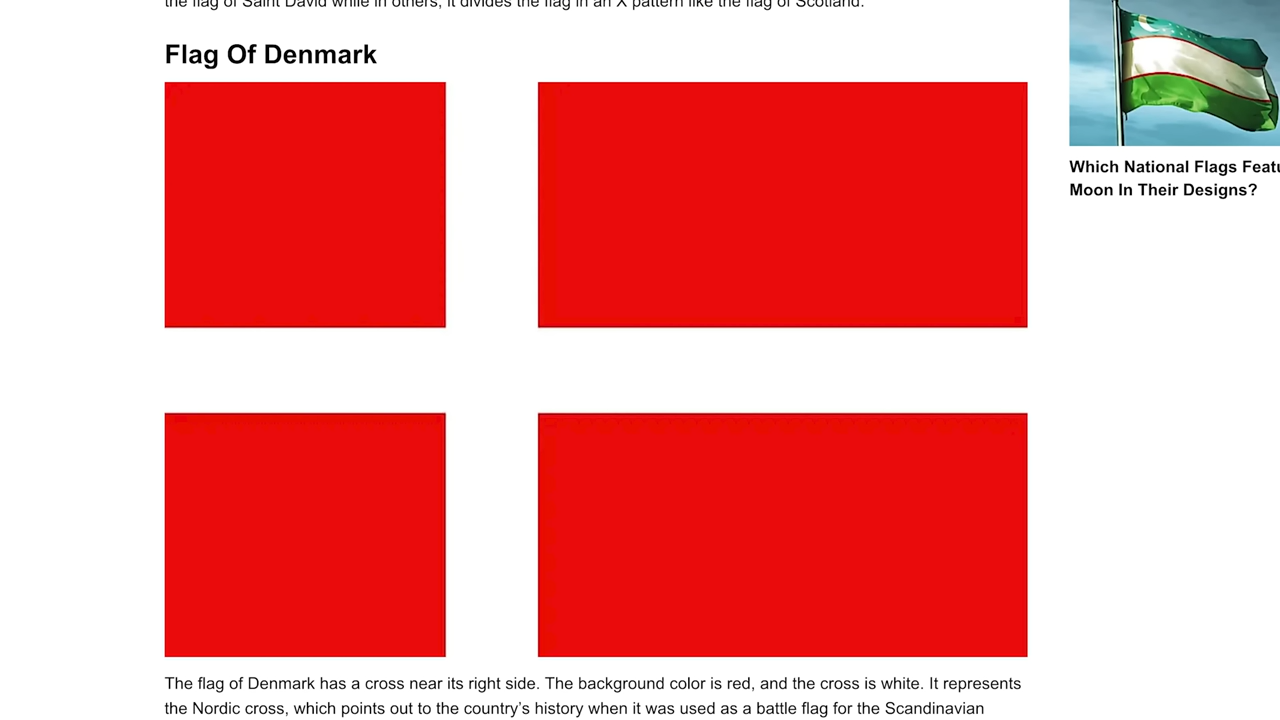 the flag of Saint David while in others, it divides the flag in an X pattern like the flag of Scotland.
Flag Of Denmark
The flag of Denmark has a cross near its right side. The background color is red, and the cross is white. It represents
the Nordic cross, which points out to the country's history when it was used as a battle flag for the Scandinavian
Which National Flags
Moon In Their Designs?